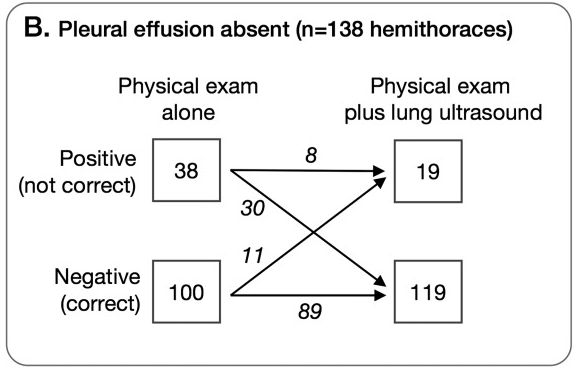 B. Pleural effusion absent (n=138 hemithoraces)
Physical exam
alone
Physical exam
plus lung ultrasound
Positive
(not correct)
38
8
19
30
11
Negative
(correct)
100
89
119